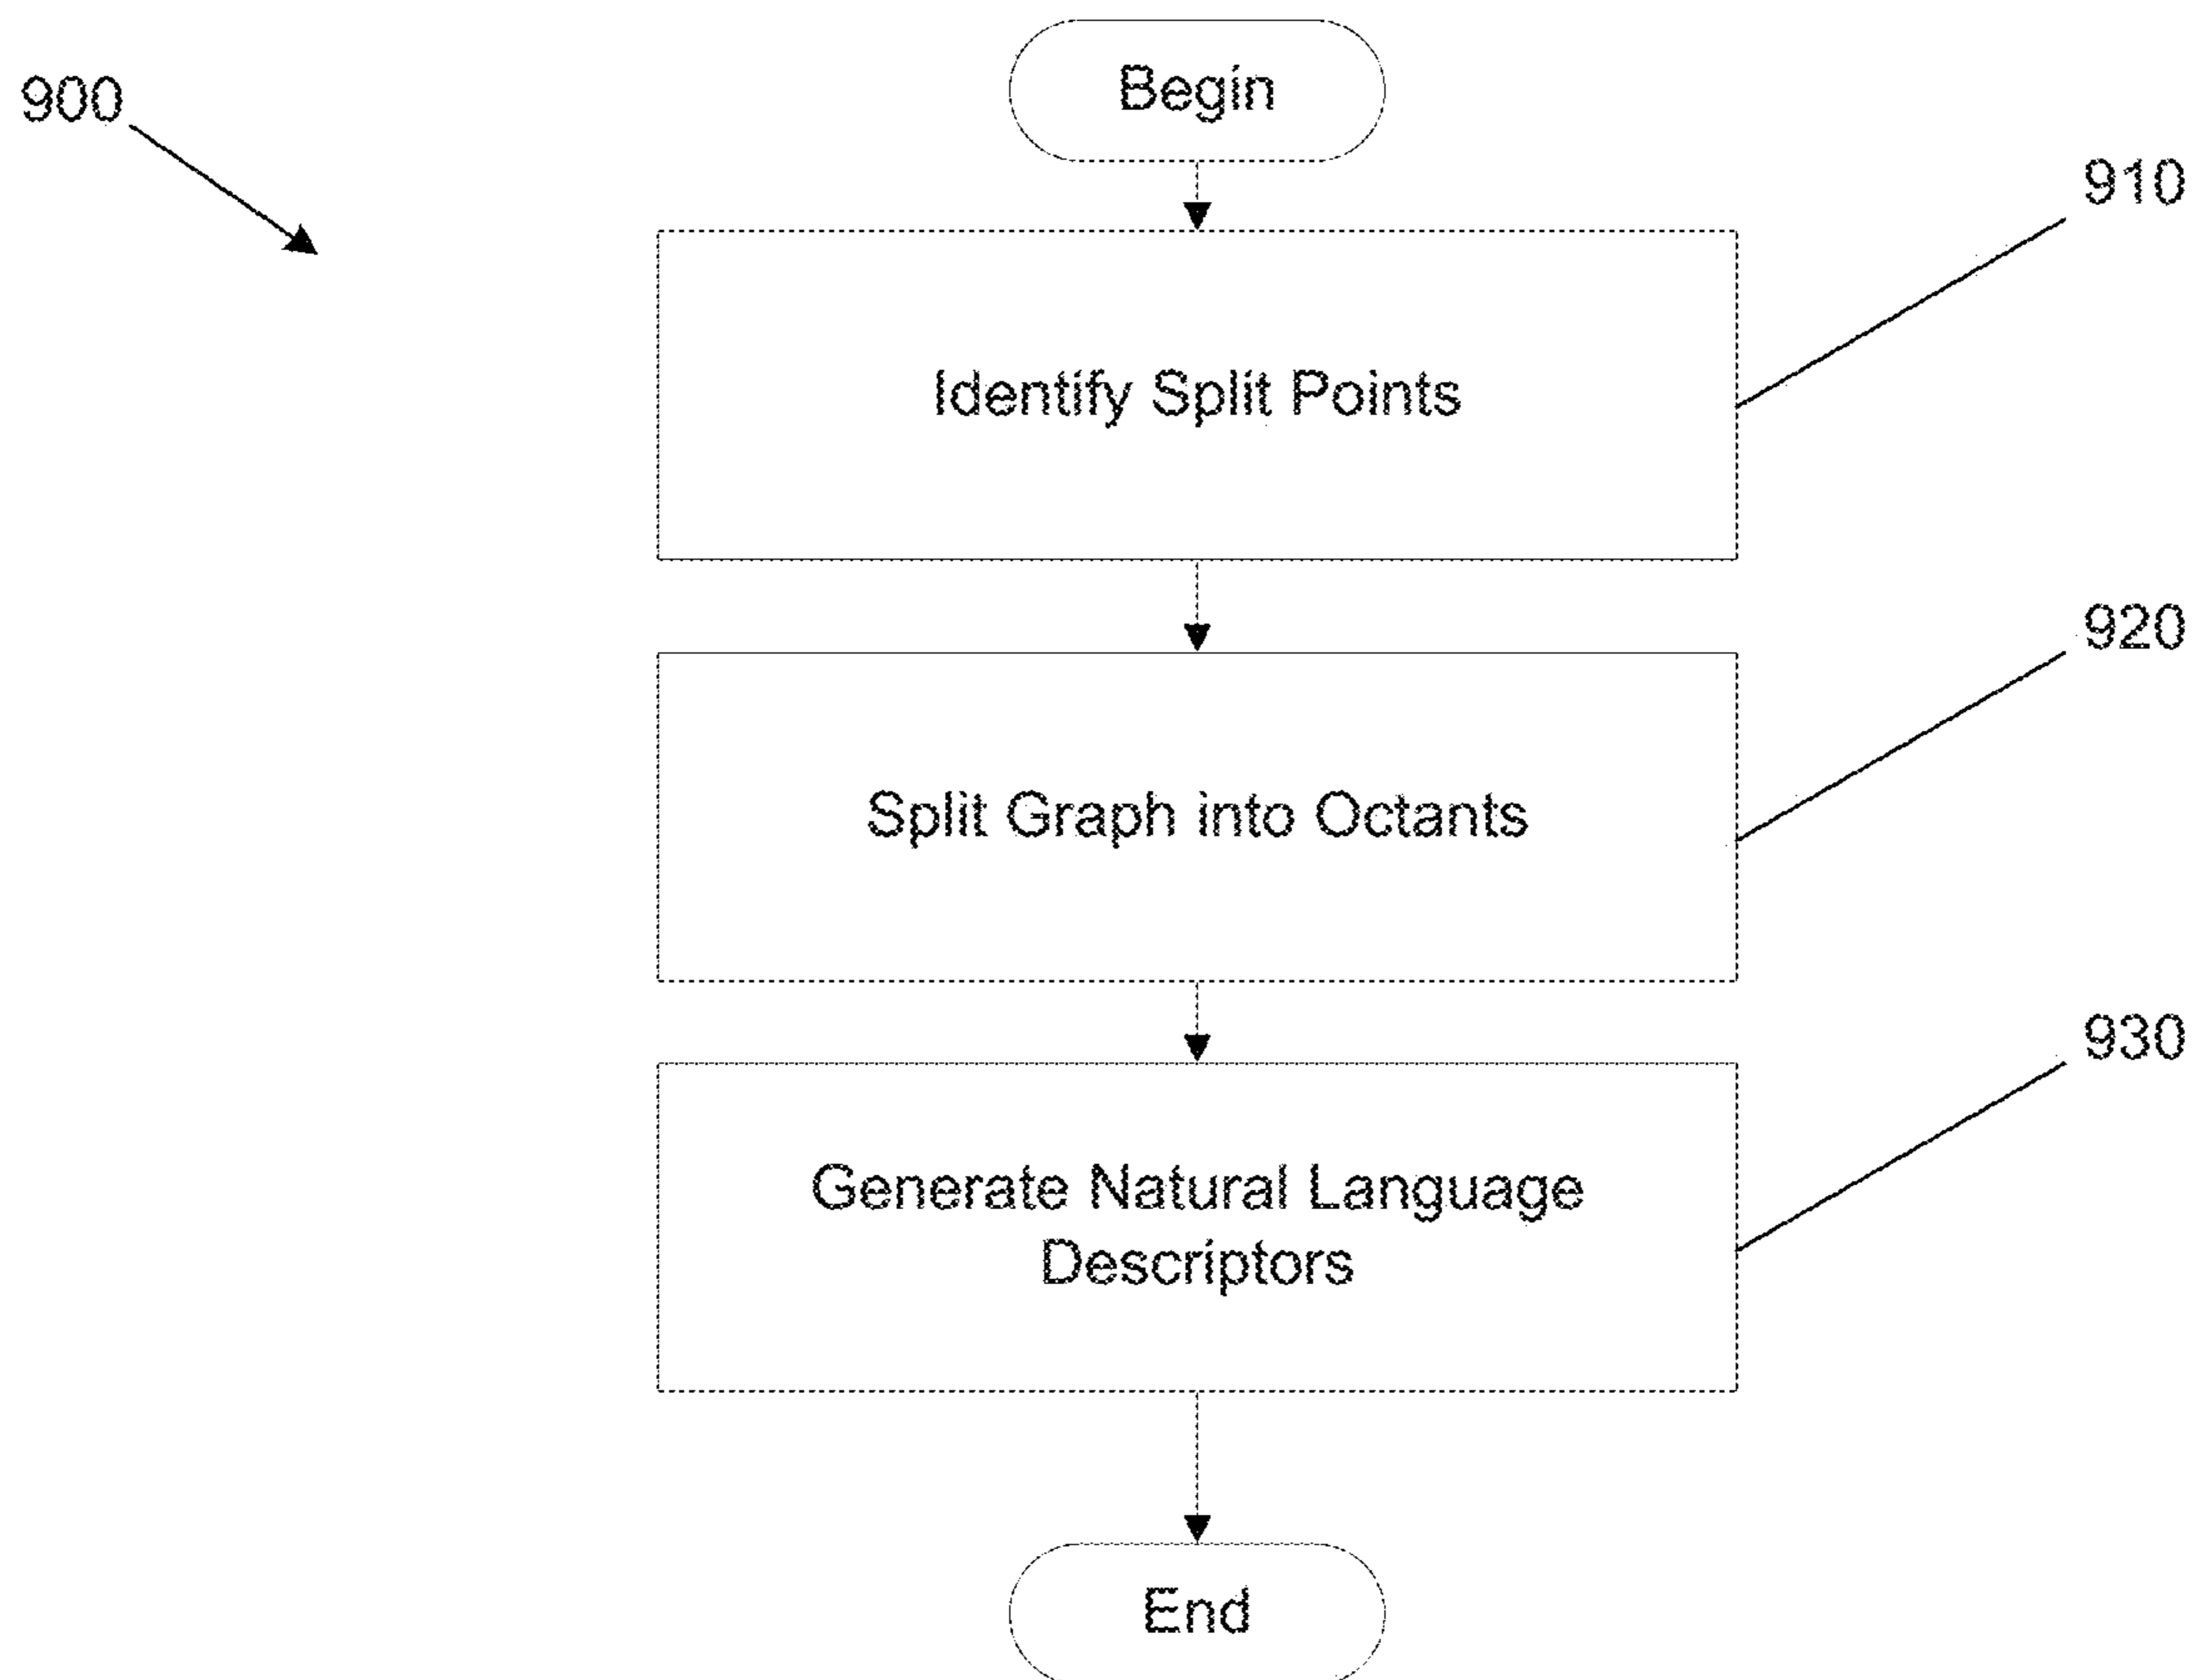 Begin
900
910
Identify Split Points
920
Split Graph into Octants
930
Generate Natural Language
Descriptors
End